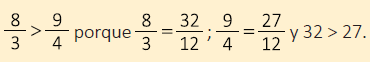 8/3 > 9/4 porque 8/3 = 32/12 ; 9/4 = 27/12 y 32 > 27.